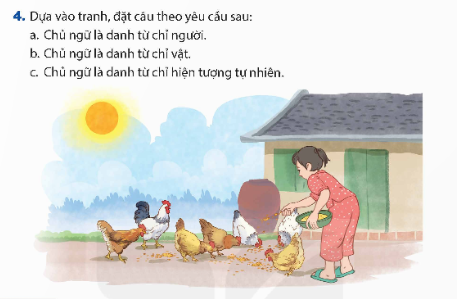 4. Dựa vào tranh, đặt câu theo yêu cầu sau:
a. Chủ ngữ là danh từ chỉ người.
b. Chủ ngữ là danh từ chỉ vật.
c. Chủ ngữ là danh từ chỉ hiện tượng tự nhiên.